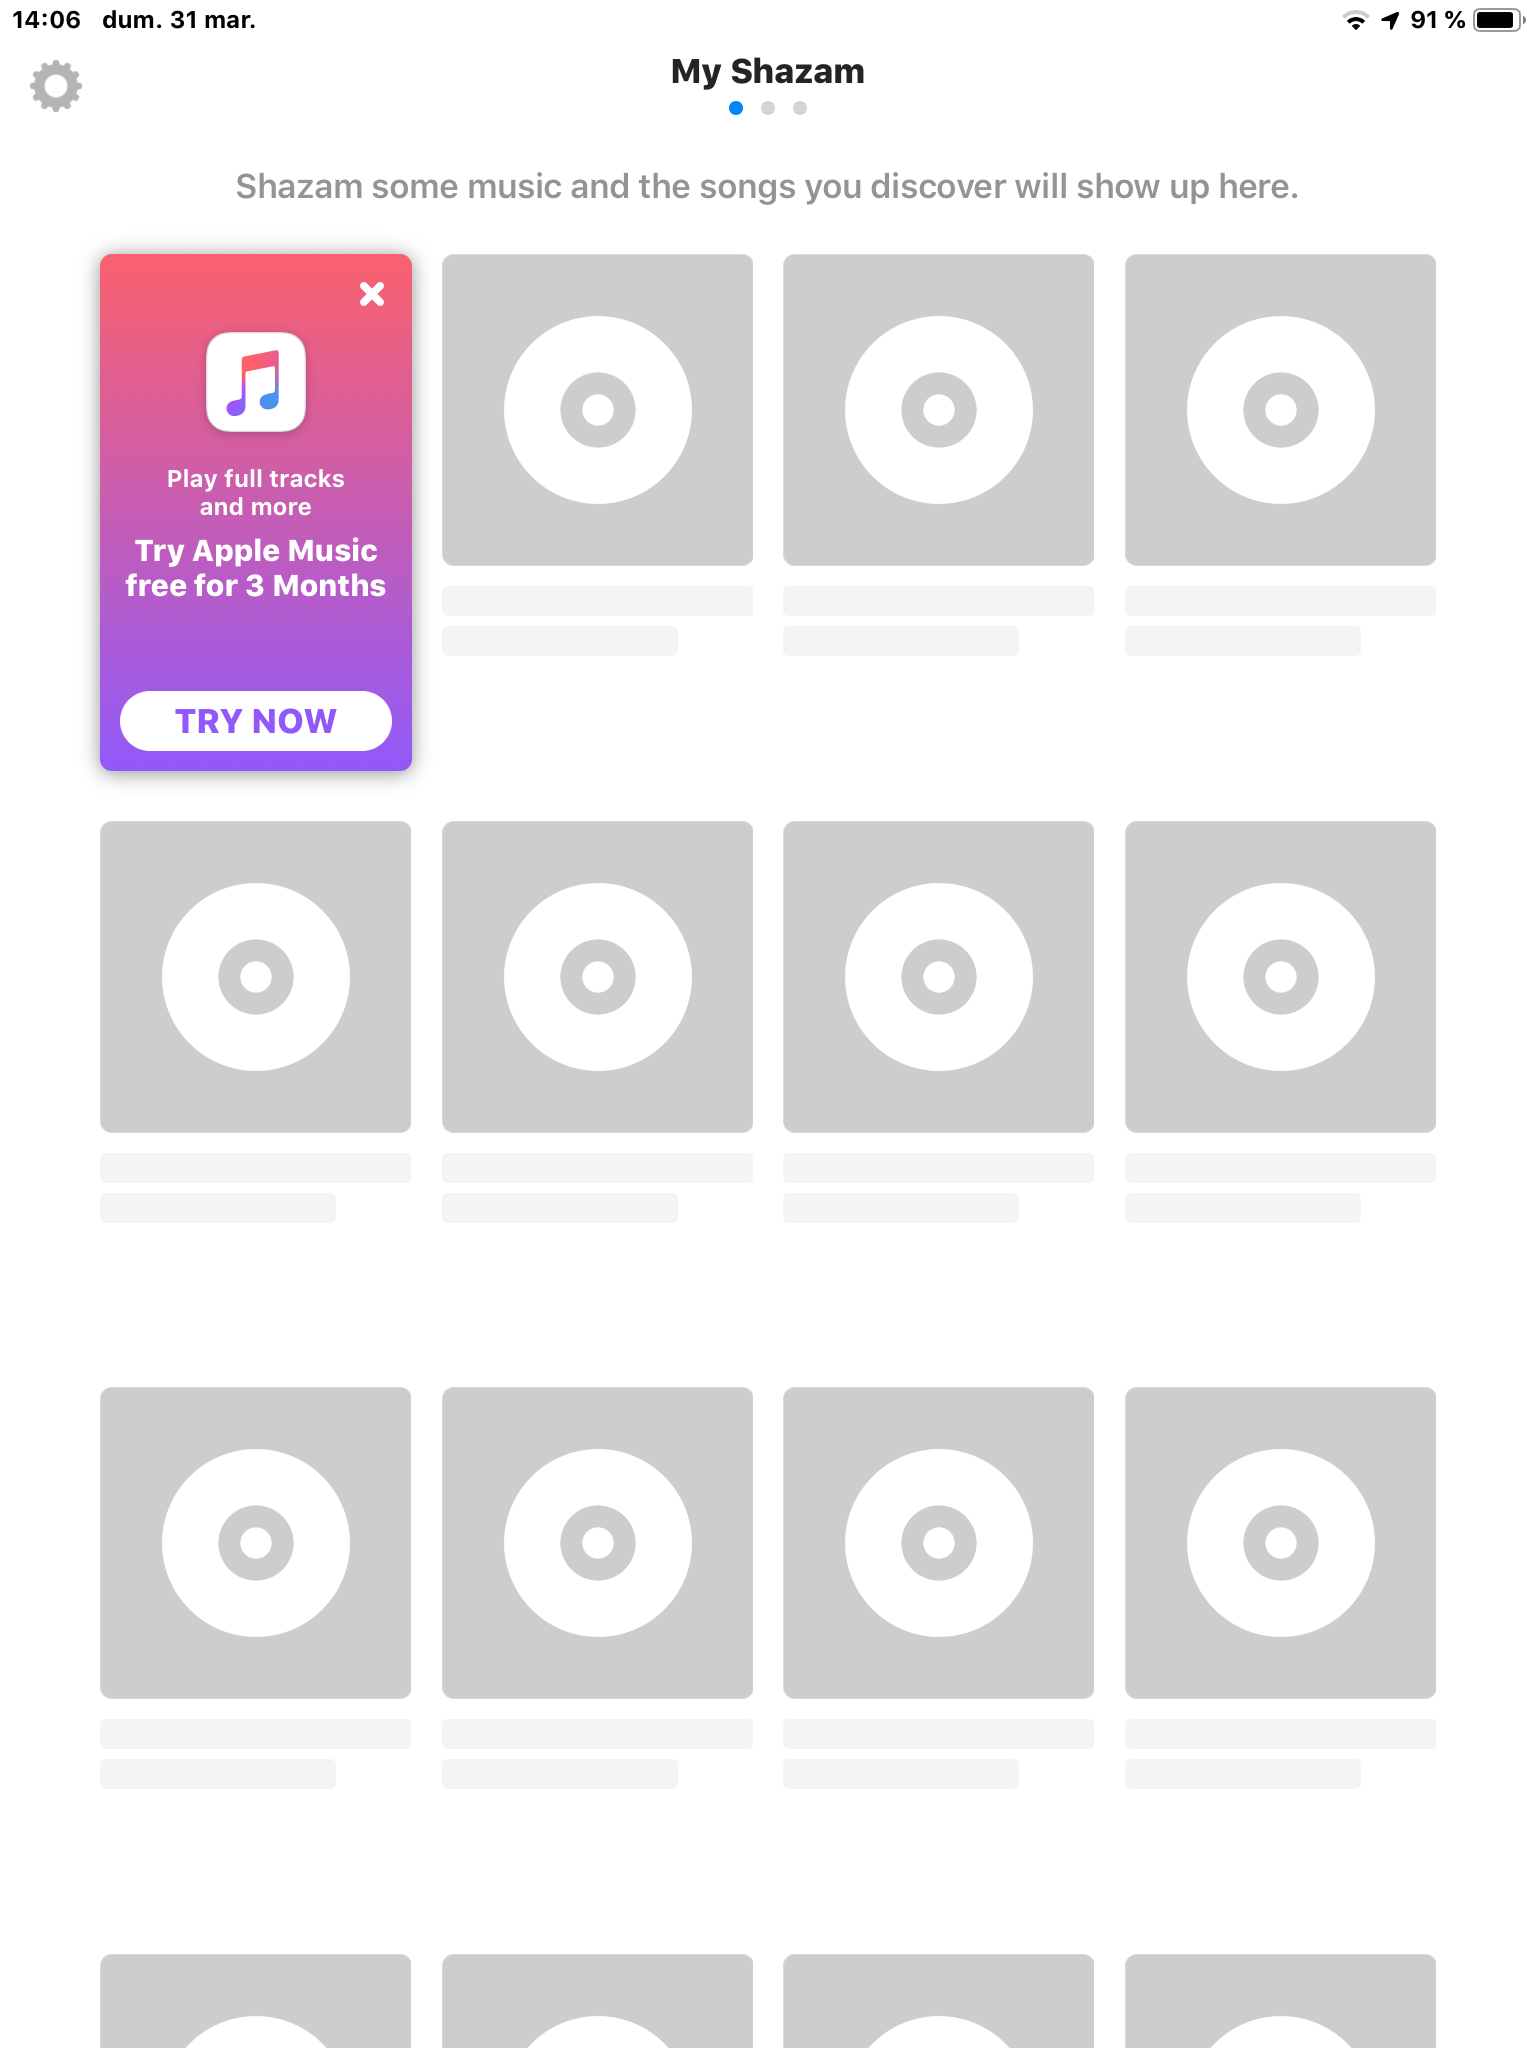 14:06 dum. 31 mar.
91 %
My Shazam
Shazam some music and the songs you discover will show up here.
Play full tracks
and more
Try Apple Music
free for 3 Months
TRY NOW